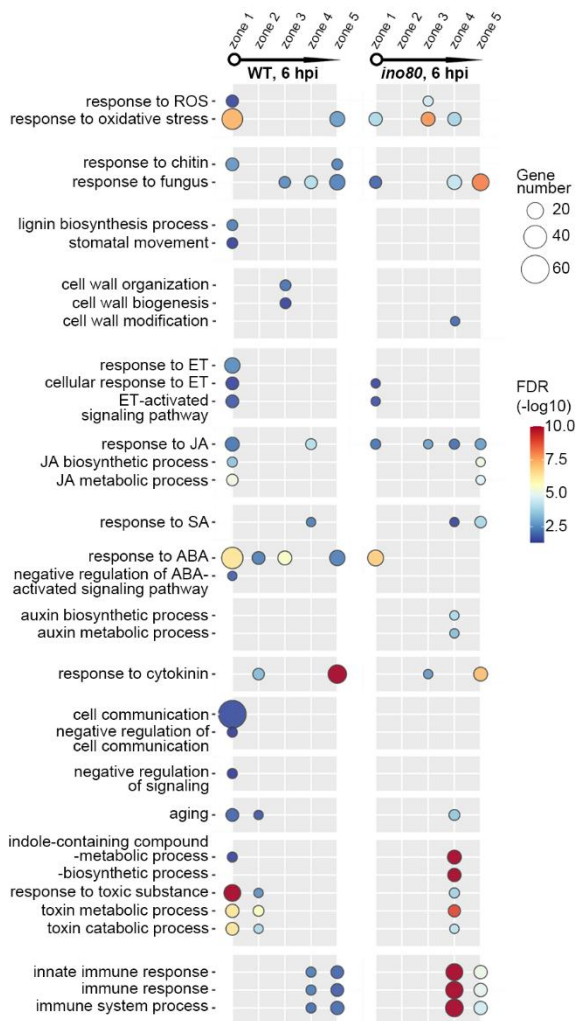 zone 1
zone 2
zone 3
zone 4
zone 5
zone 1
zone 2
zone 3
zone 4
zone 5
WT, 6 hpi
ino80, 6 hpi
response to ROS
response to oxidative stress
response to chitin
response to fungus
lignin biosynthesis process
stomatal movement
cell wall organization
cell wall biogenesis
cell wall modification
response to ET
cellular response to ET
ET-activated
signaling pathway
response to JA
JA biosynthetic process
JA metabolic process
response to SA
response to ABA
negative regulation of ABA-
activated signaling pathway
auxin biosynthetic process
auxin metabolic process
response to cytokinin
cell communication
negative regulation of
cell communication
negative regulation
of signaling
aging
indole-containing compound
-metabolic process
-biosynthetic process
response to toxic substance
toxin metabolic process
toxin catabolic process
innate immune response
immune response
immune system process
Gene
number
20
40
60
FDR
(-log10)
10.0
7.5
5.0
2.5